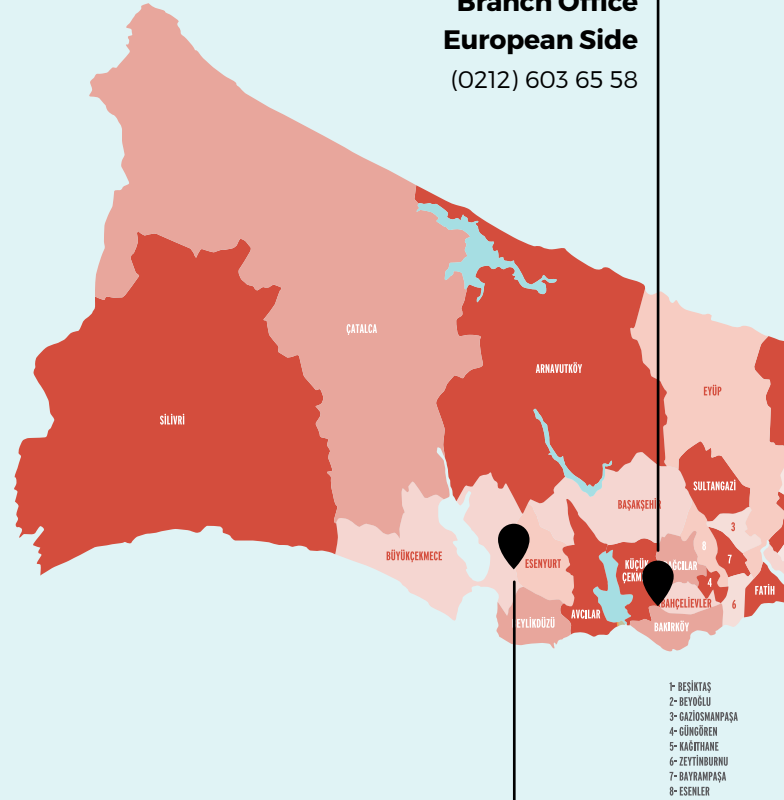 Branch Office
European Side
(0212) 603 65 58
ÇATALCA
ARNAVUTKÖY
EYÜP
SİLİVRİ
SULTANGAZİ
BAŞAKŞEHİR
3
8
BÜYÜKÇEKMECE
ESENYURT
7
4
FATİH
6
BAHÇELİEVLER
AVCILAR
BAKIRKÖY
1- BEŞİKTAŞ
2- BEYOĞLU
3- GAZİOSMANPAŞA
4- GÜNGÖREN
5- KAĞITHANE
6- ZEYTİNBURNU
7- BAYRAMPAŞA
8- ESENLER